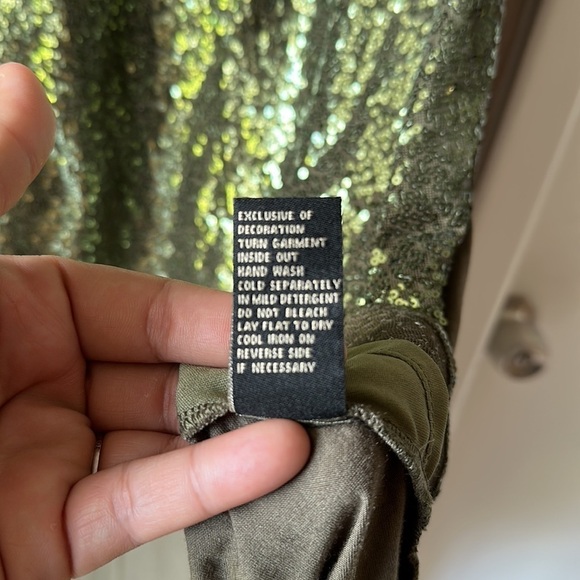 EXCLUSIVE OF
DECORATION
TURN GARMENT
INSIDE OUT
HAND WASH
COLD SEPARATELY
IN MILD DETERGENT
DO NOT BLEACH
LAY FLAT TO DRY
COOL IRON ON
REVERSE SIDE
IF NECESSARY